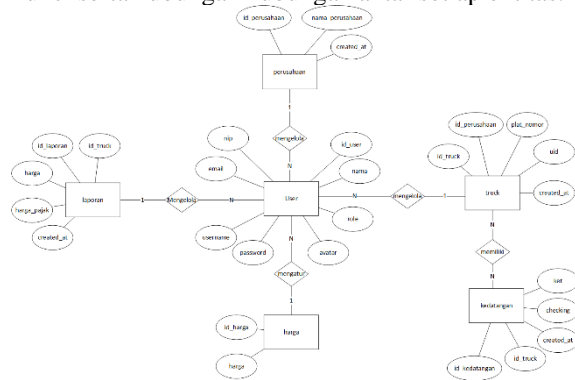 id_perusahaan
nama_perusahaan
created_at
perusahaan
1
mengelola
N
nip
id_user
email
nama
User
role
username
password
avatar
id_laporan
id_truck
harga
harga_pajak
created_at
laporan
1
Mengelola
N
N
mengelola
1
id_perusahaan
plat_nomor
id_truck
uid
truck
created_at
N
memiliki
N
kedatangan
ket
checking
created_at
id_truck
id_kedatangan
N
mengatur
1
id_harga
harga
harga